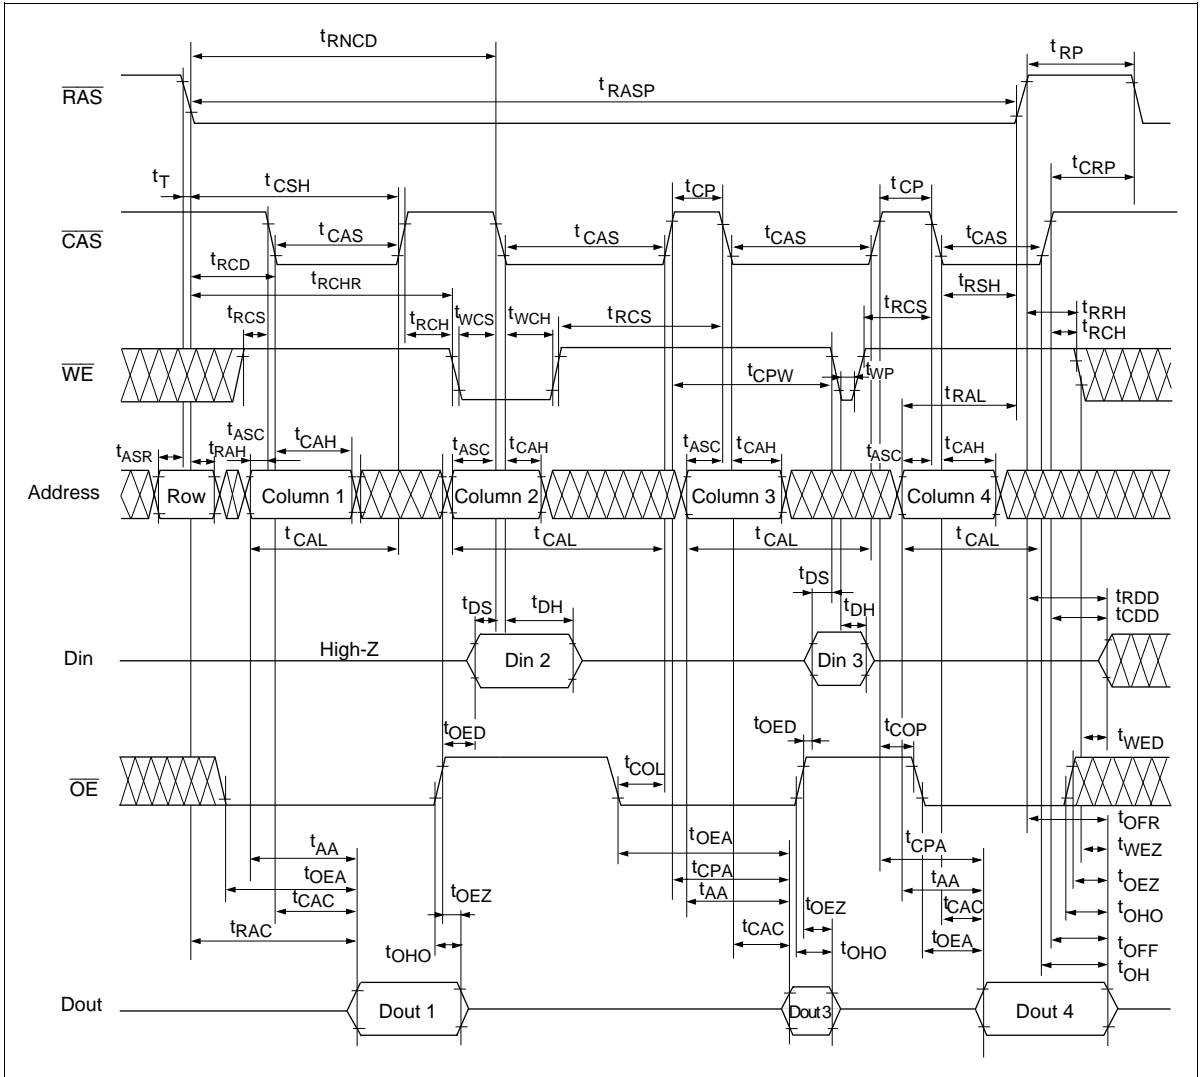 tRNCD
tRP
RAS
tRASP
tT
tCSH
tCP
tCP
tCRP
CAS
tCAS
tCAS
tCAS
tCAS
tRCD
tRCHR
tRSH
tRCS
tRCH
tWCS
tWCH
tRCS
tRCS
tRRH
tRCH
WE
tCPW
tWP
tRAL
tASR
tRAH
tASC
tCAH
tASC
tCAH
tASC
tCAH
tASC
tCAH
Address
Row
Column 1
Column 2
Column 3
Column 4
tCAL
tCAL
tCAL
tCAL
tDS
tDH
tDS
tDH
tRDD
tCDD
Din
High-Z
Din 2
Din 3
tOED
tOED
tCOP
tWED
OE
tCOL
tOFR
tAA
tOEA
tCPA
tWEZ
tOEA
tCPA
tAA
tOEZ
tCAC
tOEZ
tAA
tOEZ
tCAC
tOHO
tRAC
tOHO
tCAC
tOHO
tOEA
tOFF
tOH
Dout
Dout 1
Dout 3
Dout 4